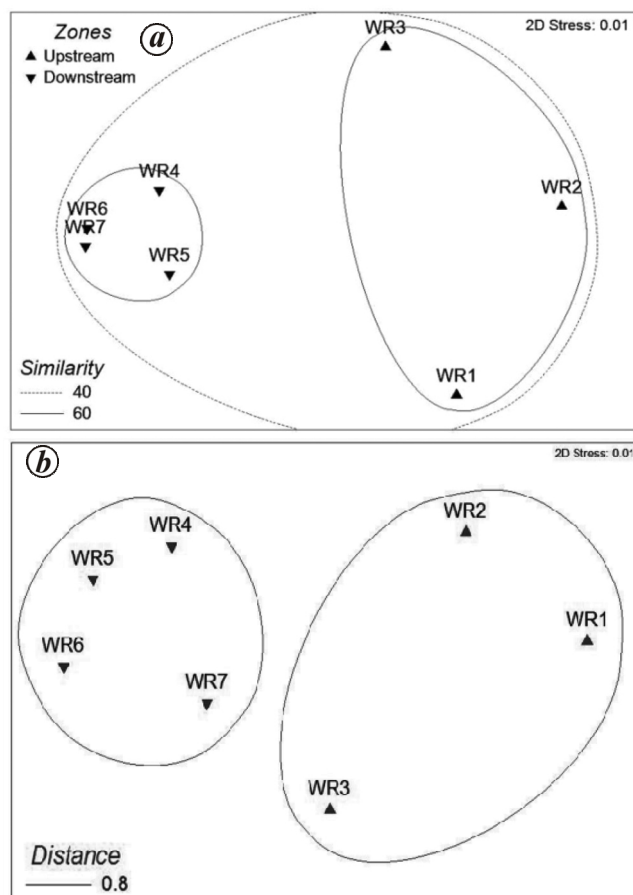 Zones
a
2D Stress: 0.01
Upstream
Downstream
WR3
WR4
WR2
WR6
WR7
WR5
WR1
Similarity
40
60
b
2D Stress: 0.01
WR2
WR4
WR5
WR1
WR6
WR7
WR3
Distance
0.8